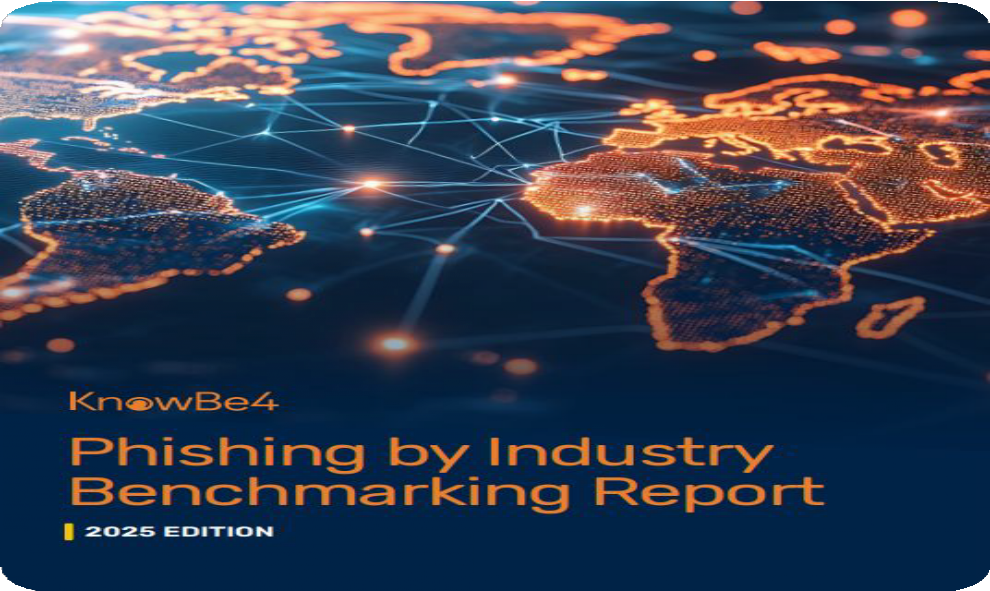 KnowBe4
Phishing by Industry
Benchmarking Report
2025 EDITION